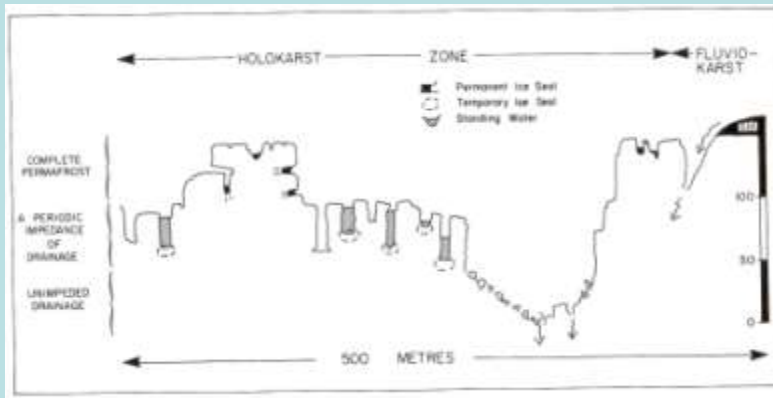 HOLOKARST ZONE
FLUVIO-
KARST
Permanent Ice Seal
Temporary Ice Seal
Standing Water
COMPLETE
PERMAFROST
A PERIODIC
IMPEDANCE
OF
DRAINAGE
UNIMPEDED
DRAINAGE
100
50
0
500 METRES